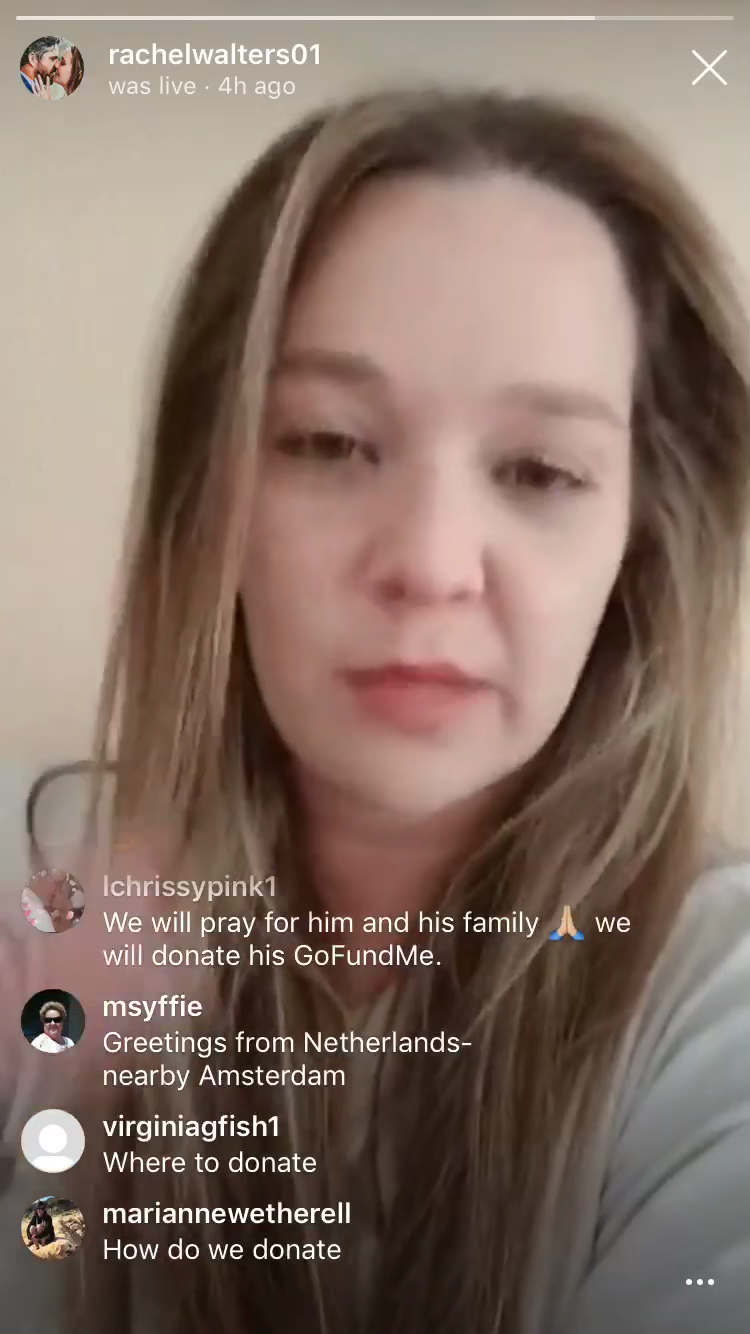 rachelwalters01
was live · 4h ago
lchrissypink1
We will pray for him and his family 🙏🏼 we
will donate his GoFundMe.
msyffie
Greetings from Netherlands-
nearby Amsterdam
virginiagfish1
Where to donate
mariannewetherell
How do we donate